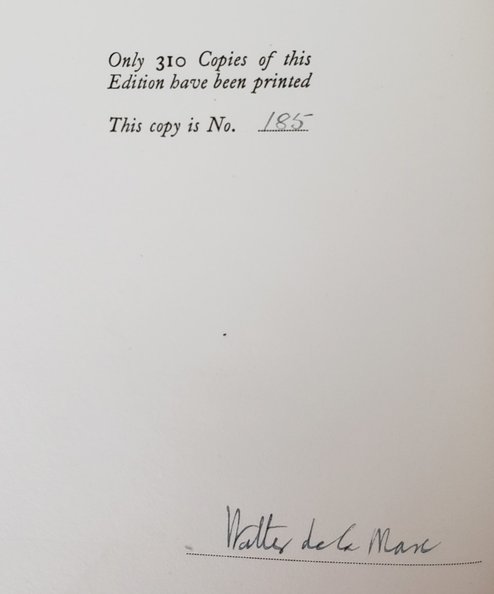 Only 310 Copies of this
Edition have been printed
This copy is No. 185
Walter de la Mare